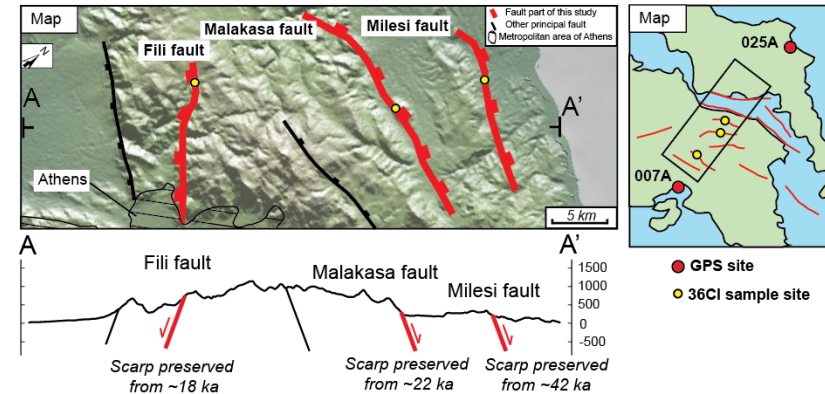 Map
Fili fault
Malakasa fault
Milesi fault
Fault part of this study
Other principal fault
Metropolitan area of Athens
N
A
A'
Athens
5 km
A
A'
Fili fault
Malakasa fault
Milesi fault
1500
1000
500
0
-500
Scarp preserved
from ~18 ka
Scarp preserved
from ~22 ka
Scarp preserved
from ~42 ka
Map
025A
007A
GPS site
36Cl sample site